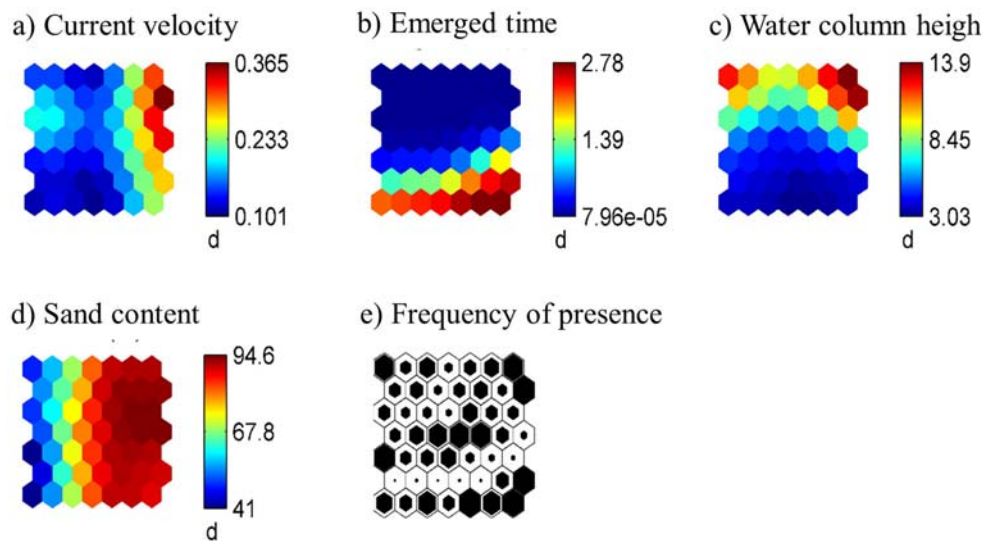 a) Current velocity
0.365
0.233
0.101
d
b) Emerged time
2.78
1.39
7.96e-05
d
c) Water column heigh
13.9
8.45
3.03
d
d) Sand content
94.6
67.8
41
d
e) Frequency of presence